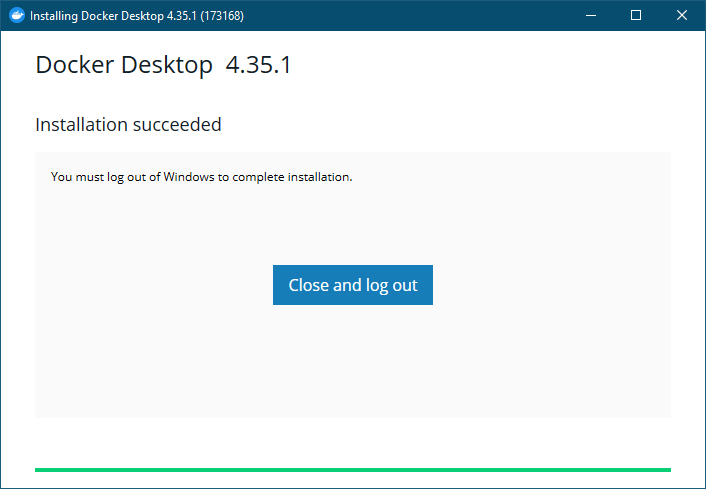 Installing Docker Desktop 4.35.1 (173168)
Docker Desktop 4.35.1
Installation succeeded
You must log out of Windows to complete installation.
Close and log out